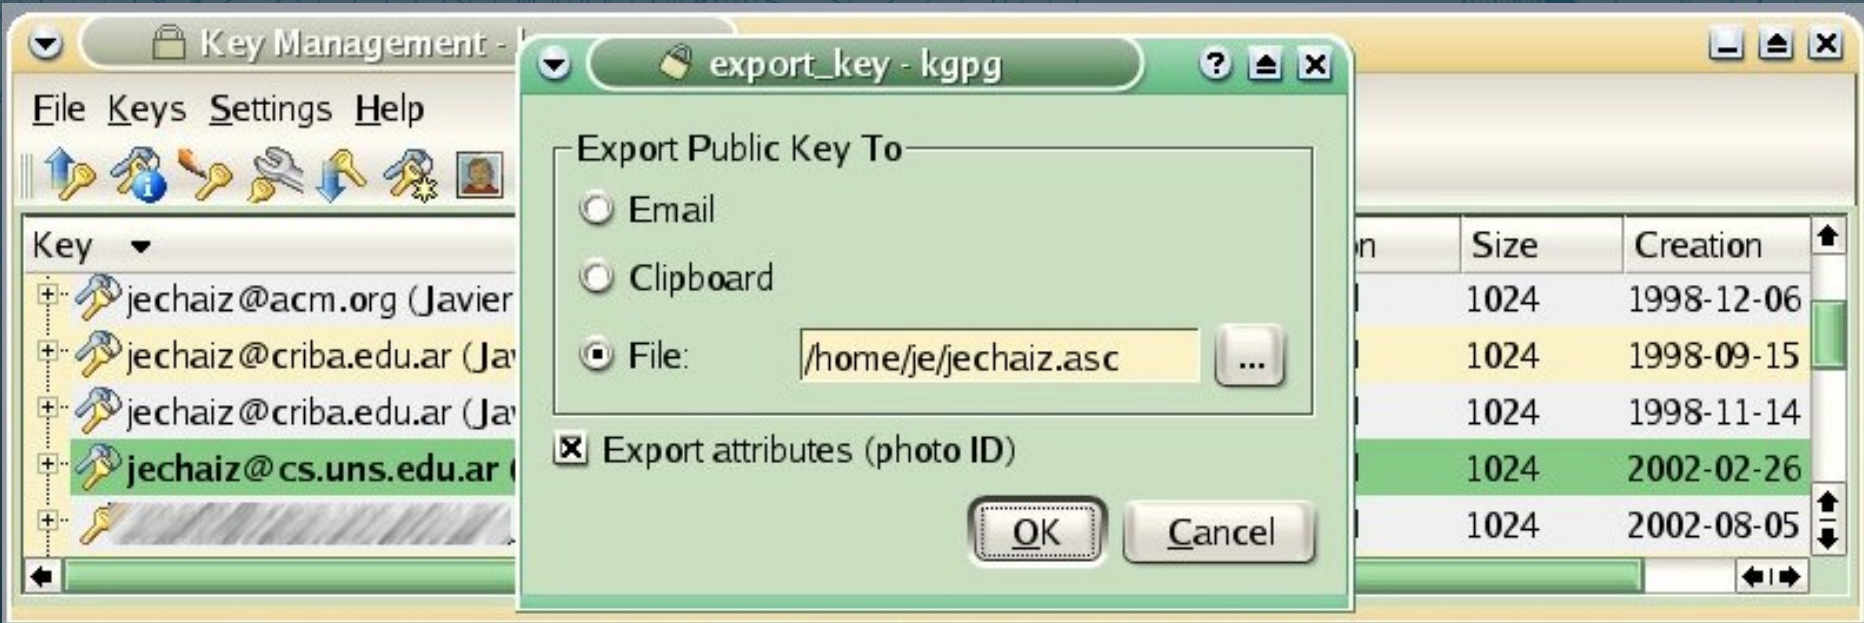 Key Management -
File Keys Settings Help
Key Size Creation
jechaiz@acm.org (Javier 1024 1998-12-06
jechaiz@criba.edu.ar (Ja 1024 1998-09-15
jechaiz@criba.edu.ar (Ja 1024 1998-11-14
jechaiz@cs.uns.edu.ar ( 1024 2002-02-26
1024 2002-08-05
export_key - kgpg
Export Public Key To
Email
Clipboard
File: /home/je/jechaiz.asc ...
Export attributes (photo ID)
OK Cancel